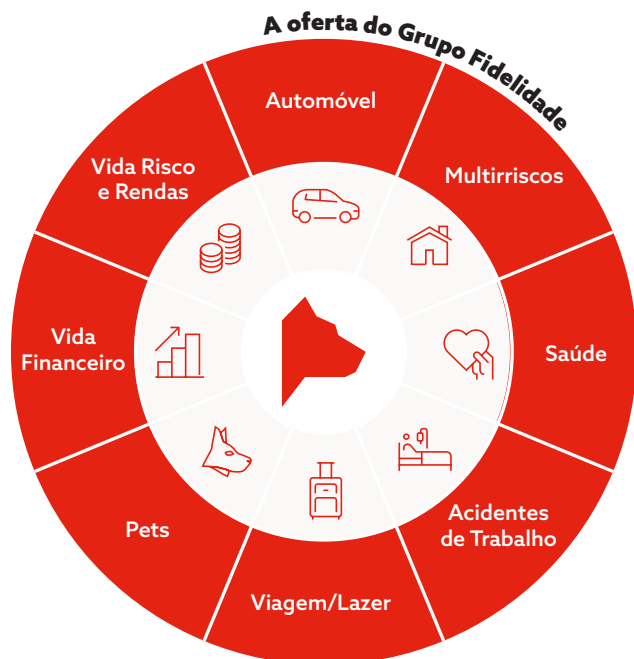 A oferta do Grupo Fidelidade
Automóvel
Multirriscos
Saúde
Acidentes
de Trabalho
Viagem/Lazer
Pets
Vida
Financeiro
Vida Risco
e Rendas